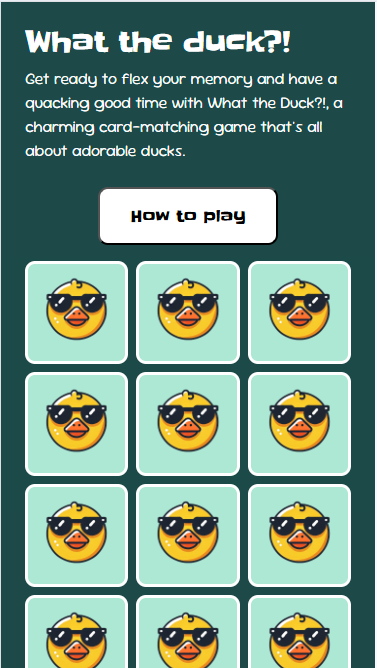 What the duck?!
Get ready to flex your memory and have a
quacking good time with What the Duck?!, a
charming card-matching game that's all
about adorable ducks.
How to play